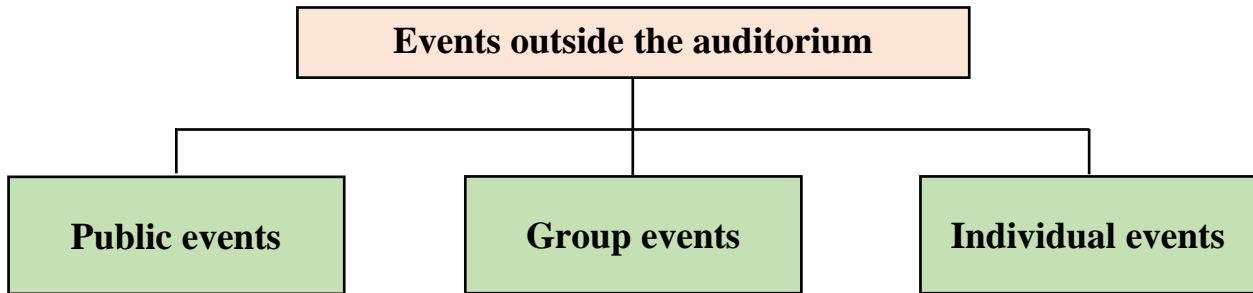 Events outside the auditorium
Public events
Group events
Individual events